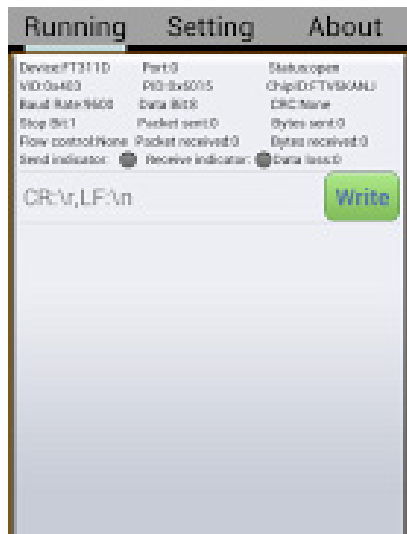 Running Setting About
Device:FT311D Port:0 Status:open
VID:0x403 PID:0x6015
Baud Rate:9600 Data Bit:8 CRC:None
Stop Bit:1 Packet sent:0 Bytes sent:0
Flow control:None Packet received:0 Bytes received:0
Send indicator: Receive indicator: Data loss:0
CR:\r,LF:\n Write